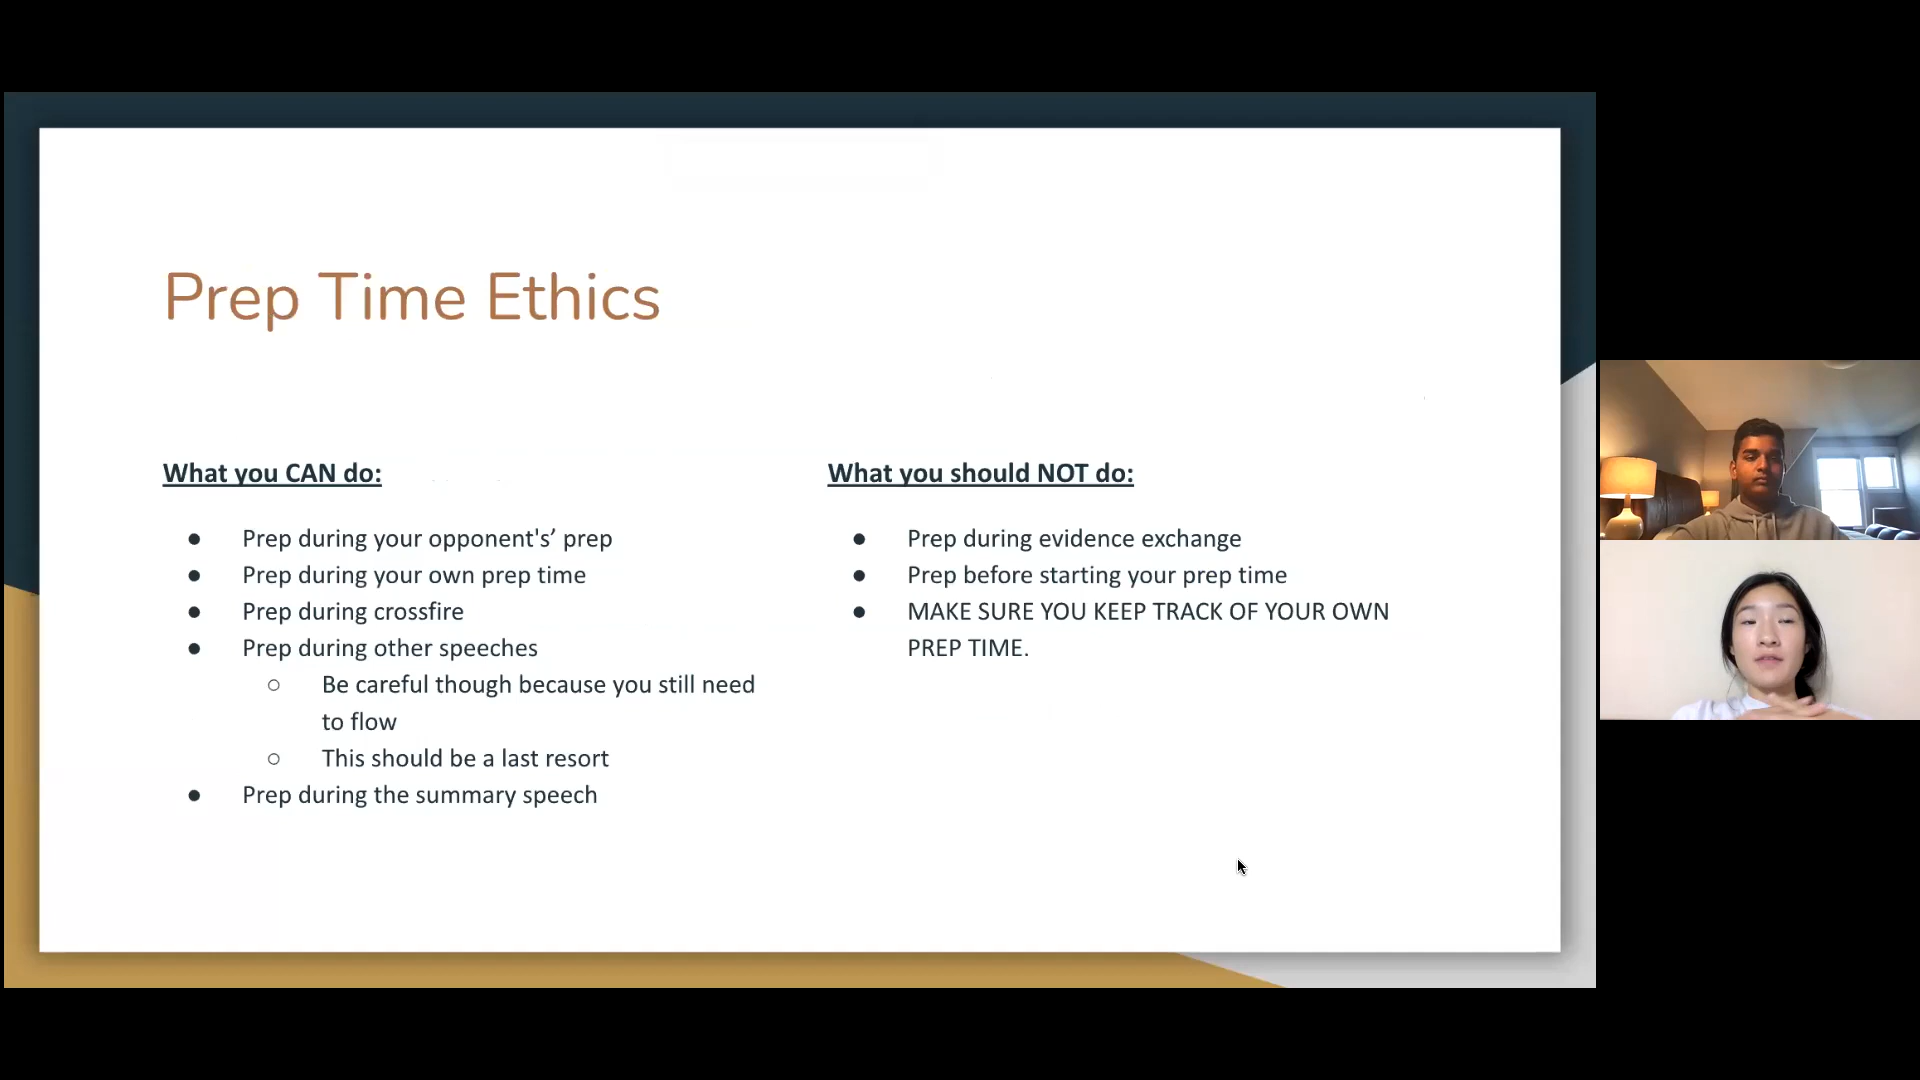 Prep Time Ethics
What you CAN do:
● Prep during your opponent's’ prep
● Prep during your own prep time
● Prep during crossfire
● Prep during other speeches
○ Be careful though because you still need
to flow
○ This should be a last resort
● Prep during the summary speech
What you should NOT do:
● Prep during evidence exchange
● Prep before starting your prep time
● MAKE SURE YOU KEEP TRACK OF YOUR OWN
PREP TIME.